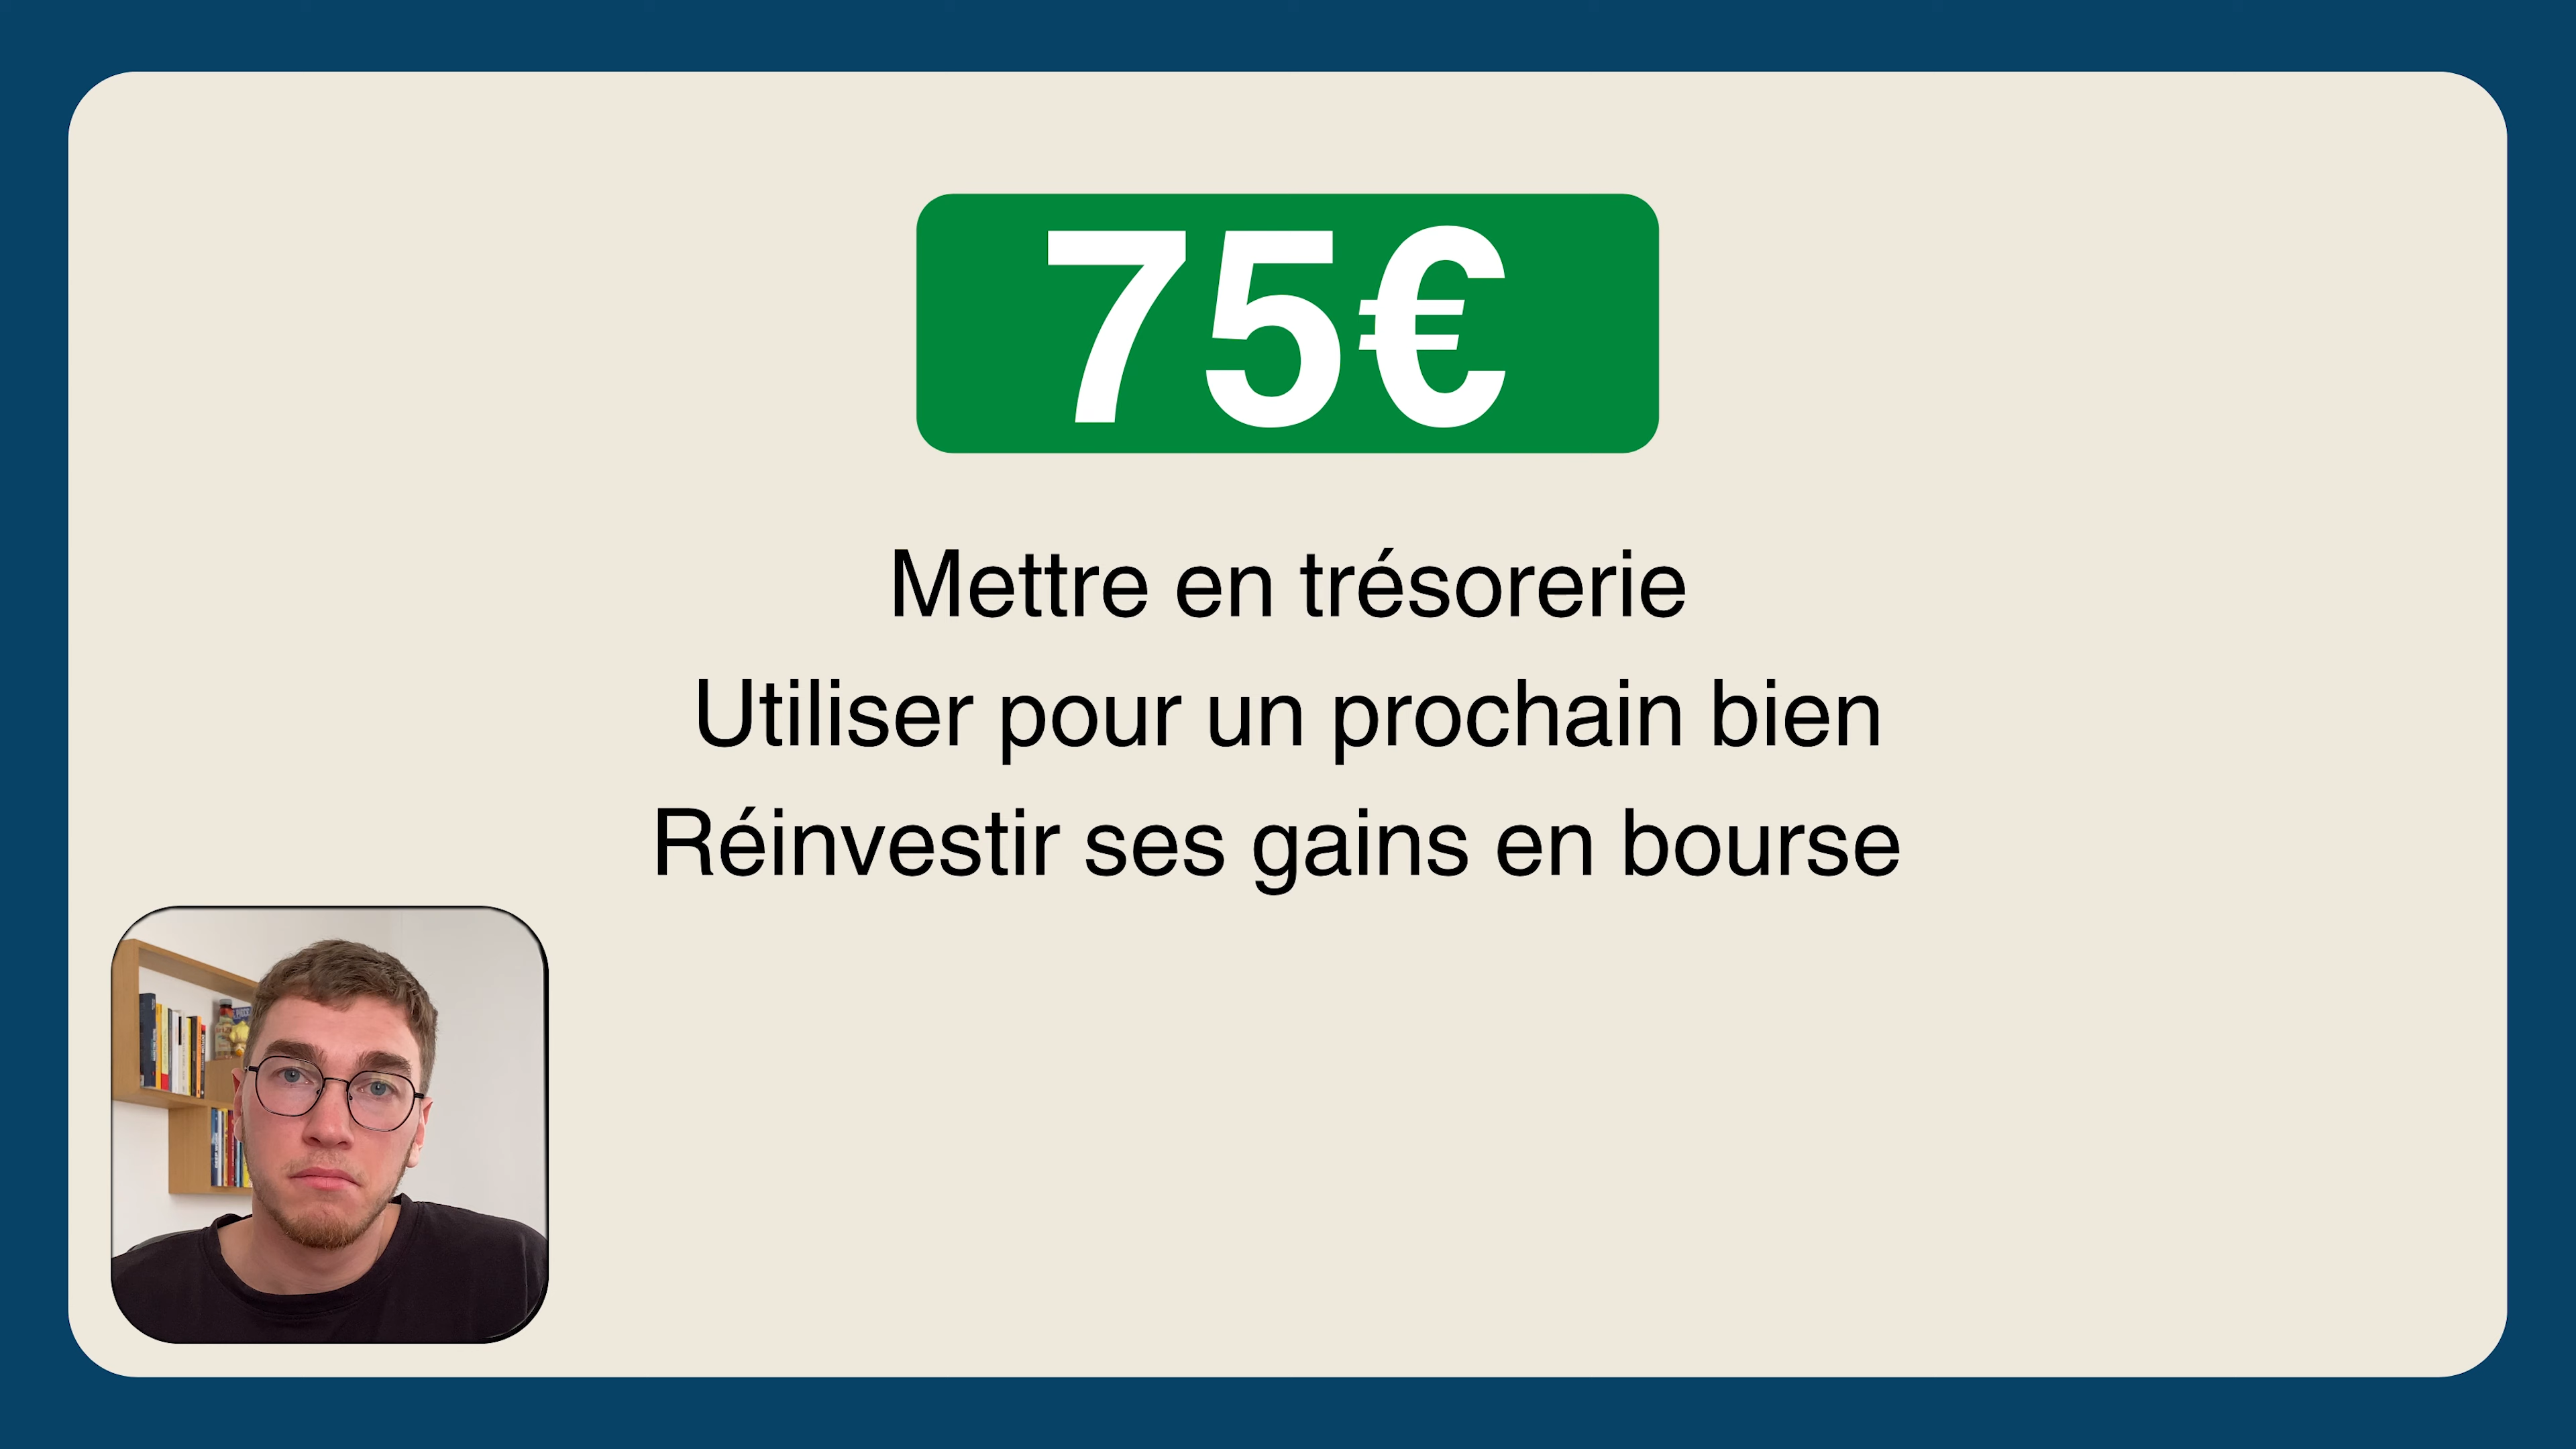 75€
Mettre en trésorerie
Utiliser pour un prochain bien
Réinvestir ses gains en bourse